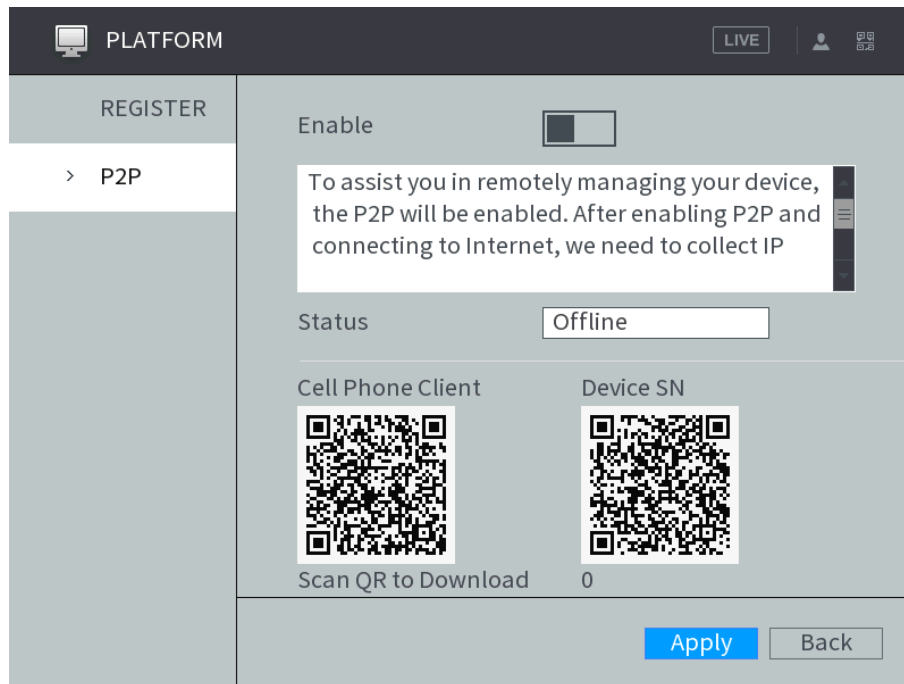 PLATFORM
LIVE
REGISTER
> P2P
Enable
To assist you in remotely managing your device,
the P2P will be enabled. After enabling P2P and
connecting to Internet, we need to collect IP
Status
Offline
Cell Phone Client
Device SN
Scan QR to Download
0
Apply
Back